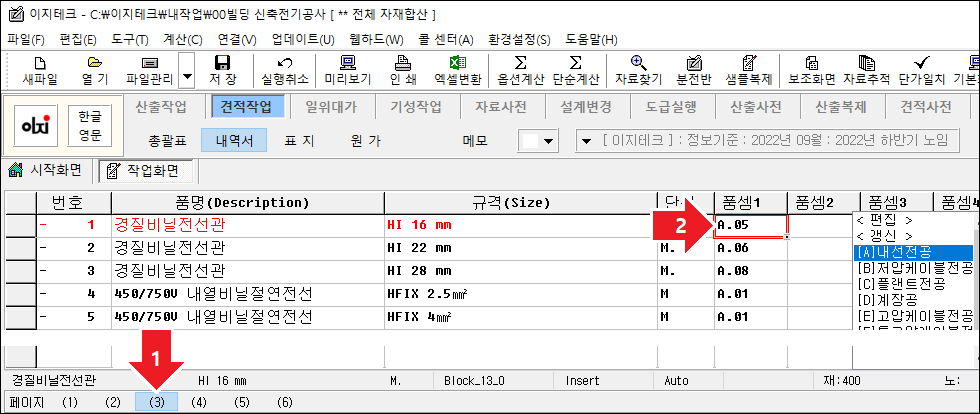 이지테크 - C:\이지테크\내작업\00빌딩 신축전기공사 [ ** 전체 자재합산 ]
파일(F) 편집(E) 도구(T) 계산(C) 연결(V) 업데이트(U) 웹하드(W) 콜 센터(A) 환경설정(S) 도움말(H)
새파일 열 기 파일관리 저 장 실행취소 미리보기 인 쇄 엑셀변환 옵션계산 단순계산 자료찾기 분전반 샘플복제 보조화면 자료추적 단가일치
한글
영문
산출작업 견적작업 일위대가 기성작업 자료사전 설계변경 도급실행 산출사전 산출복제 견적사전
총괄표 내역서 표 지 원 가 메모 [ 이지테크 ] : 정보기준 : 2022년 09월 : 2022년 하반기 노임
시작화면 작업화면
번호 품명(Description) 규격(Size) 품셈1 품셈2 품셈3 품셈4
- 1 경질비닐전선관 HI 16 mm 2 A.05
- 2 경질비닐전선관 HI 22 mm M. A.06
- 3 경질비닐전선관 HI 28 mm M. A.08
- 4 450/750V 내열비닐절연전선 HFIX 2.5㎟ M A.01
- 5 450/750V 내열비닐절연전선 HFIX 4㎟ M A.01
< 편집 >
< 갱신 >
[A]내선전공
[B]저압케이블전공
[C]플랜트전공
[D]계장공
[E]고압케이블전공
1
경질비닐전선관 HI 16 mm M. Block_13_0 Insert Auto 재:400 노:
페이지 (1) (2) (3) (4) (5) (6)